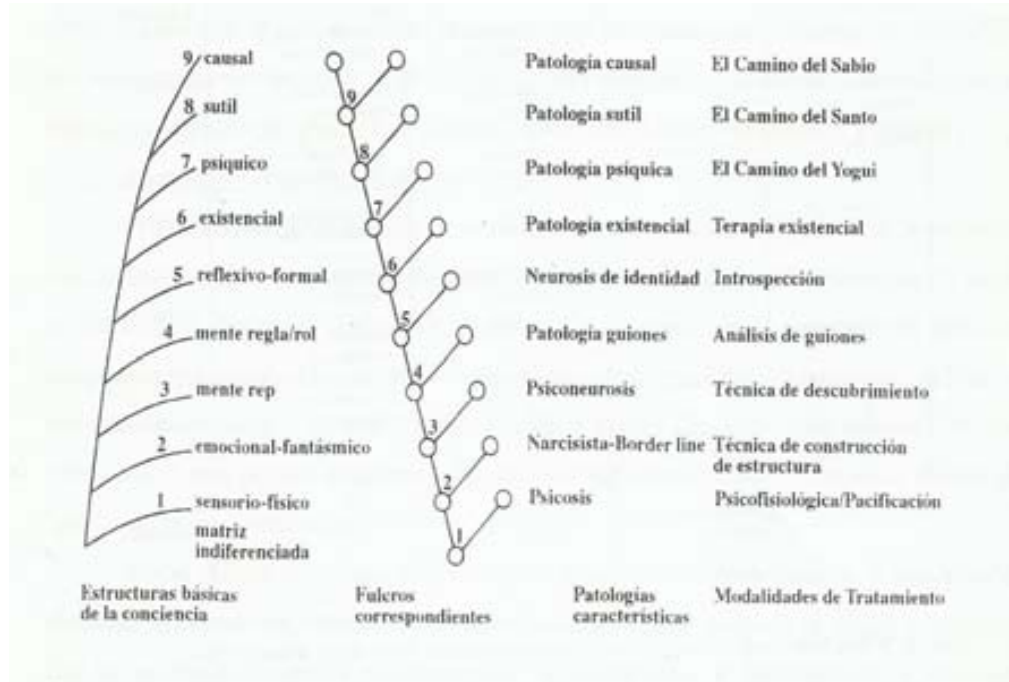 9 causal 9 Patología causal El Camino del Sabio
8 sutil 8 Patología sutil El Camino del Santo
7 psíquico 7 Patología psíquica El Camino del Yogui
6 existencial 6 Patología existencial Terapia existencial
5 reflexivo-formal 5 Neurosis de identidad Introspección
4 mente regla/rol 4 Patología guiones Análisis de guiones
3 mente rep 3 Psiconeurosis Técnica de descubrimiento
2 emocional-fantásmico 2 Narcisista-Border line Técnica de construcción
de estructura
1 sensorio-físico 1 Psicosis Psicofisiológica/Pacificación
matriz
indiferenciada
Estructuras básicas
de la conciencia
Fulcros
correspondientes
Patologías
características
Modalidades de Tratamiento